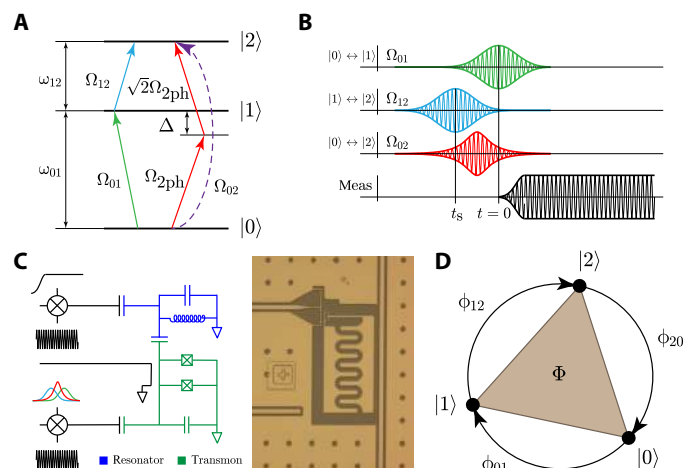 A
|2⟩
ω₁₂
Ω₁₂
√2Ω₂ₚₕ
|1⟩
Δ
ω₀₁
Ω₀₁
Ω₂ₚₕ
Ω₀₂
|0⟩
B
|0⟩ ↔ |1⟩ Ω₀₁
|1⟩ ↔ |2⟩ Ω₁₂
|0⟩ ↔ |2⟩ Ω₀₂
Meas
tₛ t = 0
C
Resonator Transmon
D
|2⟩
ϕ₁₂
ϕ₂₀
Φ
|1⟩
ϕ₀₁
|0⟩